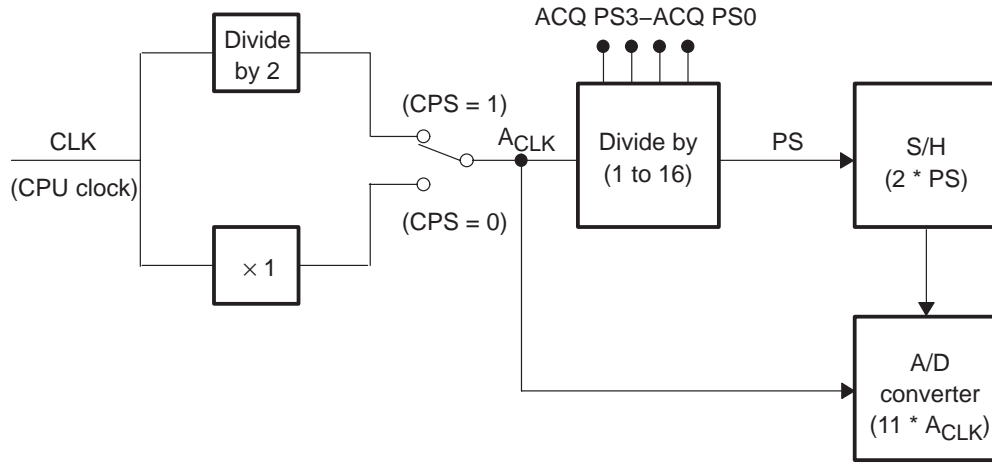 ACQ PS3–ACQ PS0
Divide
by 2
(CPS = 1)
CLK
(CPU clock)
A_CLK
Divide by
(1 to 16)
PS
S/H
(2 * PS)
(CPS = 0)
× 1
A/D
converter
(11 * A_CLK)